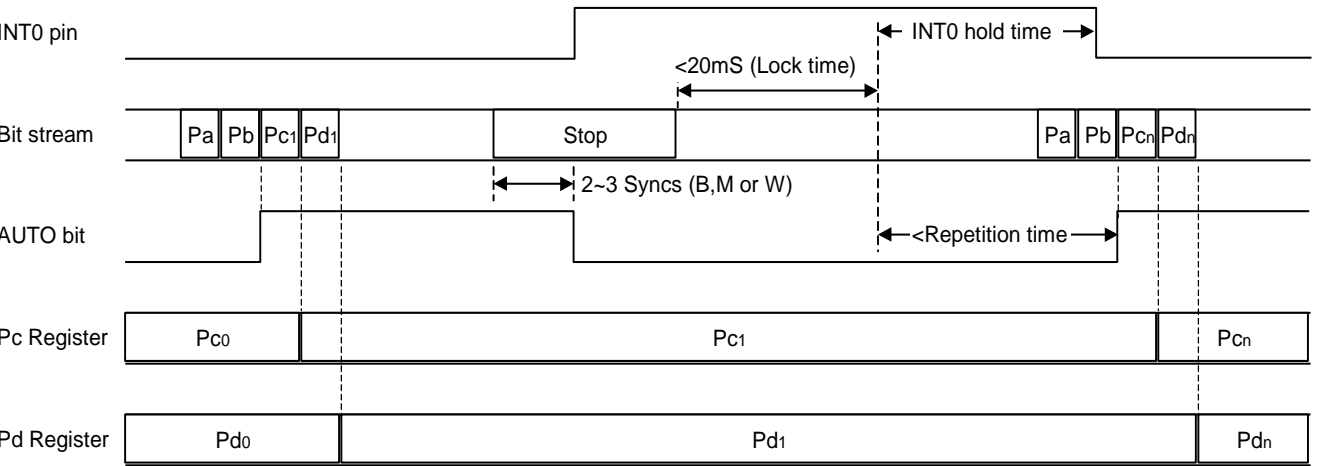 INT0 pin
INT0 hold time
<20mS (Lock time)
Bit stream
Pa Pb Pc1 Pd1 Stop Pa Pb Pcn Pdn
2~3 Syncs (B,M or W)
AUTO bit
<Repetition time
Pc Register Pc0 Pc1 Pcn
Pd Register Pd0 Pd1 Pdn